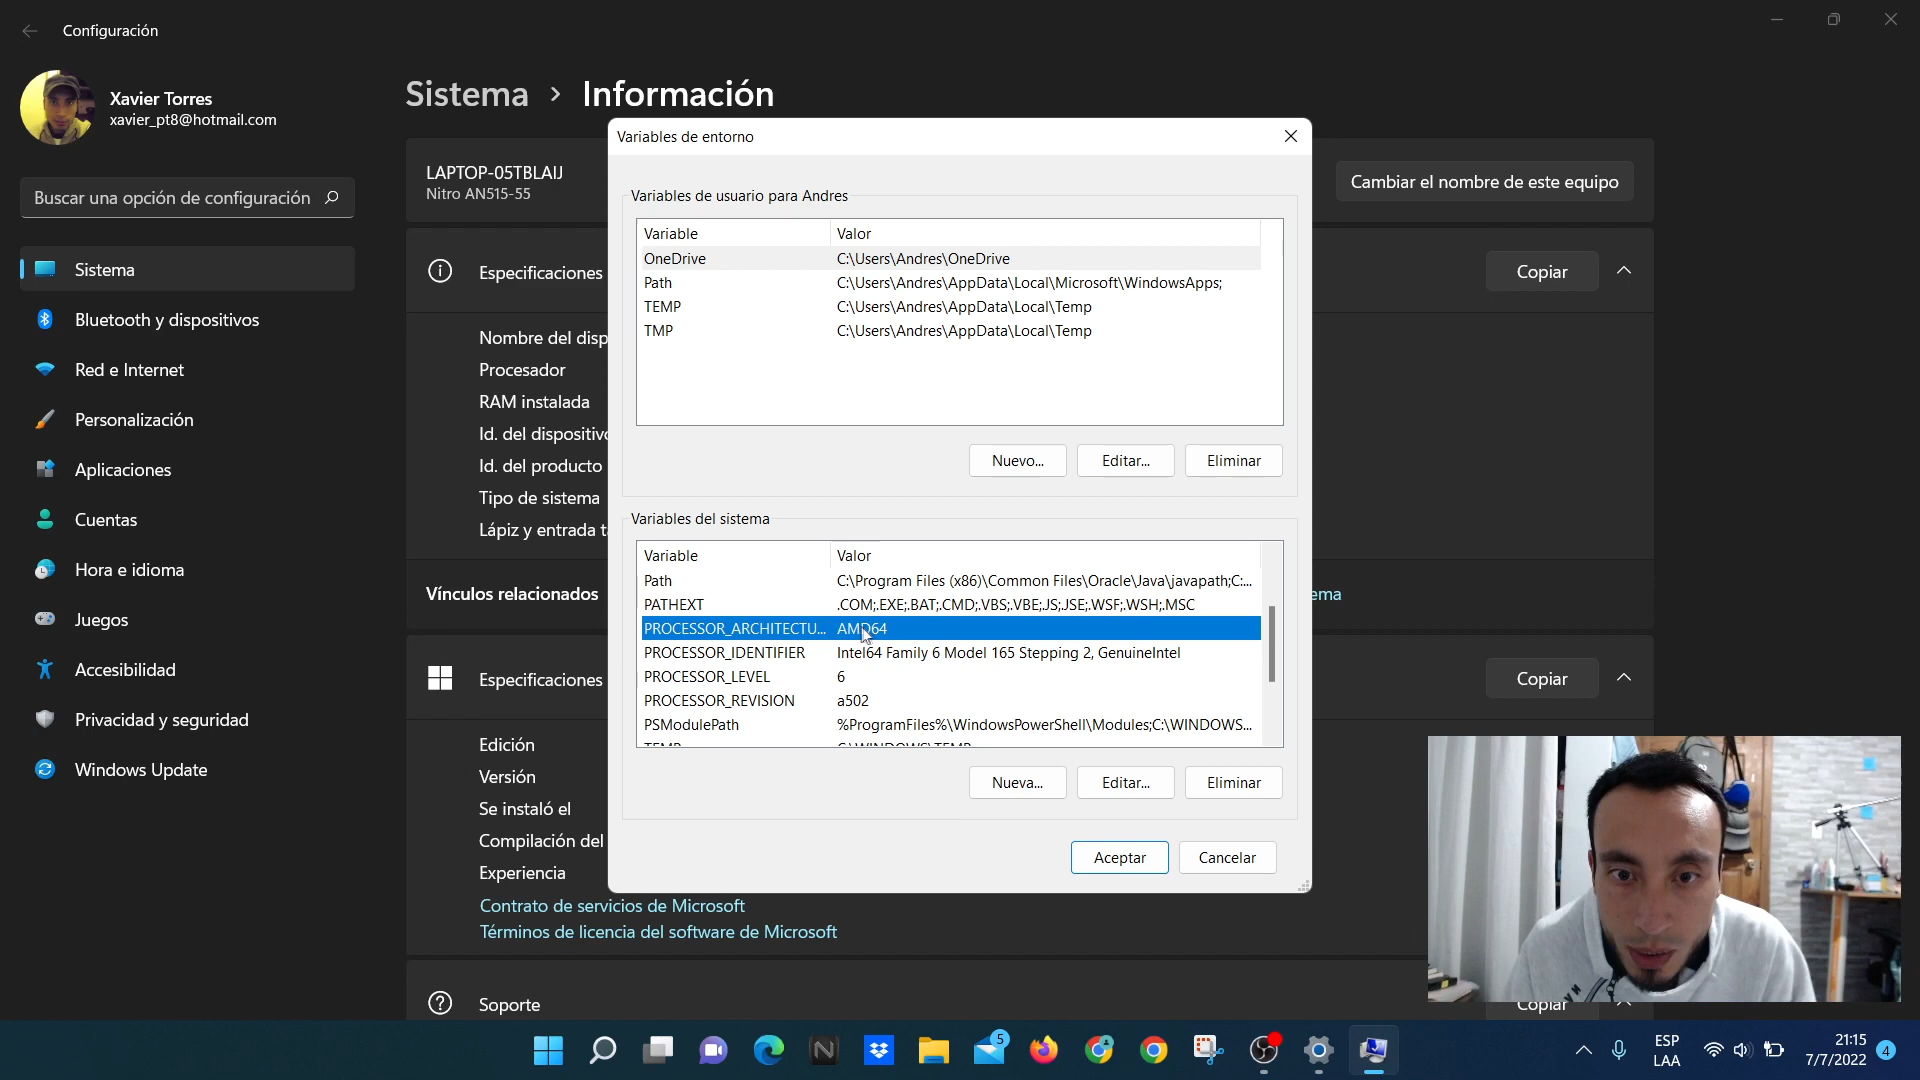 Configuración
Xavier Torres
xavier_pt8@hotmail.com
Buscar una opción de configuración
Sistema
Bluetooth y dispositivos
Red e Internet
Personalización
Aplicaciones
Cuentas
Hora e idioma
Juegos
Accesibilidad
Privacidad y seguridad
Windows Update
Sistema > Información
LAPTOP-05TBLAIJ
Nitro AN515-55
Cambiar el nombre de este equipo
Especificaciones
Copiar
Nombre del disp
Procesador
RAM instalada
Id. del dispositivo
Id. del producto
Tipo de sistema
Lápiz y entrada t
Vínculos relacionados
ema
Especificaciones
Copiar
Edición
Versión
Se instaló el
Compilación del
Experiencia
Contrato de servicios de Microsoft
Términos de licencia del software de Microsoft
Soporte
Copiar
Variables de entorno
Variables de usuario para Andres
Variable Valor
OneDrive C:\Users\Andres\OneDrive
Path C:\Users\Andres\AppData\Local\Microsoft\WindowsApps;
TEMP C:\Users\Andres\AppData\Local\Temp
TMP C:\Users\Andres\AppData\Local\Temp
Nuevo... Editar... Eliminar
Variables del sistema
Variable Valor
Path C:\Program Files (x86)\Common Files\Oracle\Java\javapath;C:...
PATHEXT .COM;.EXE;.BAT;.CMD;.VBS;.VBE;.JS;.JSE;.WSF;.WSH;.MSC
PROCESSOR_ARCHITECTU... AMD64
PROCESSOR_IDENTIFIER Intel64 Family 6 Model 165 Stepping 2, GenuineIntel
PROCESSOR_LEVEL 6
PROCESSOR_REVISION a502
PSModulePath %ProgramFiles%\WindowsPowerShell\Modules;C:\WINDOWS...
TEMP C:\WINDOWS\TEMP
Nueva... Editar... Eliminar
Aceptar Cancelar
5
ESP
LAA
21:15
7/7/2022
4